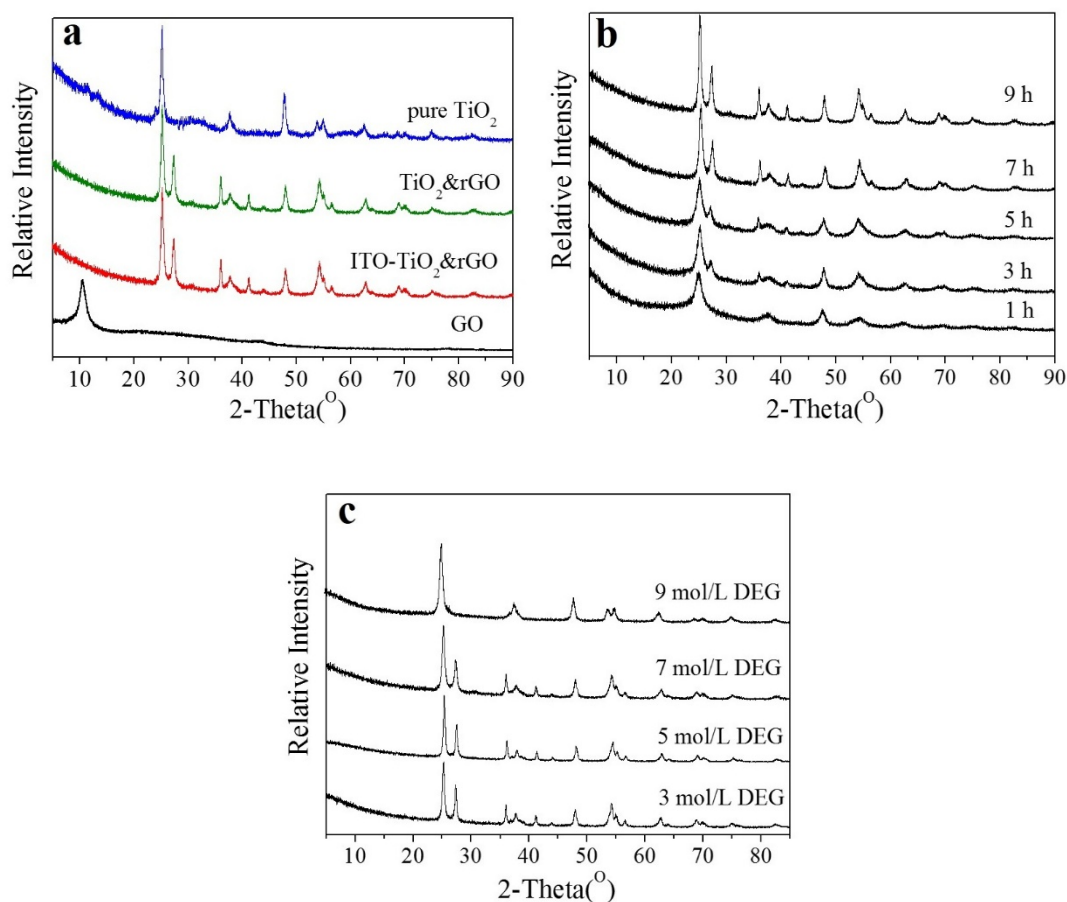 a
Relative Intensity
pure TiO2
TiO2&rGO
ITO-TiO2&rGO
GO
10 20 30 40 50 60 70 80 90
2-Theta(O)
b
Relative Intensity
9 h
7 h
5 h
3 h
1 h
10 20 30 40 50 60 70 80 90
2-Theta(O)
c
Relative Intensity
9 mol/L DEG
7 mol/L DEG
5 mol/L DEG
3 mol/L DEG
10 20 30 40 50 60 70 80
2-Theta(O)